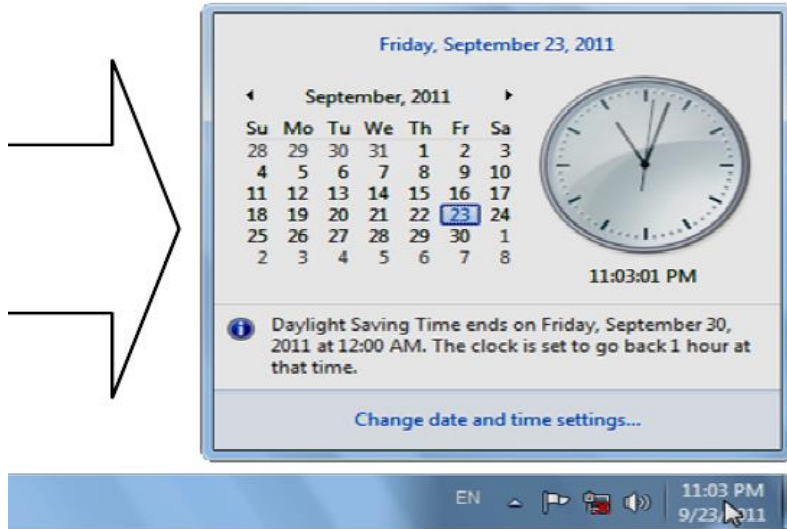 Friday, September 23, 2011
September, 2011
Su Mo Tu We Th Fr Sa
28 29 30 31 1 2 3
4 5 6 7 8 9 10
11 12 13 14 15 16 17
18 19 20 21 22 23 24
25 26 27 28 29 30 1
2 3 4 5 6 7 8
11:03:01 PM
Daylight Saving Time ends on Friday, September 30,
2011 at 12:00 AM. The clock is set to go back 1 hour at
that time.
Change date and time settings...
EN
11:03 PM